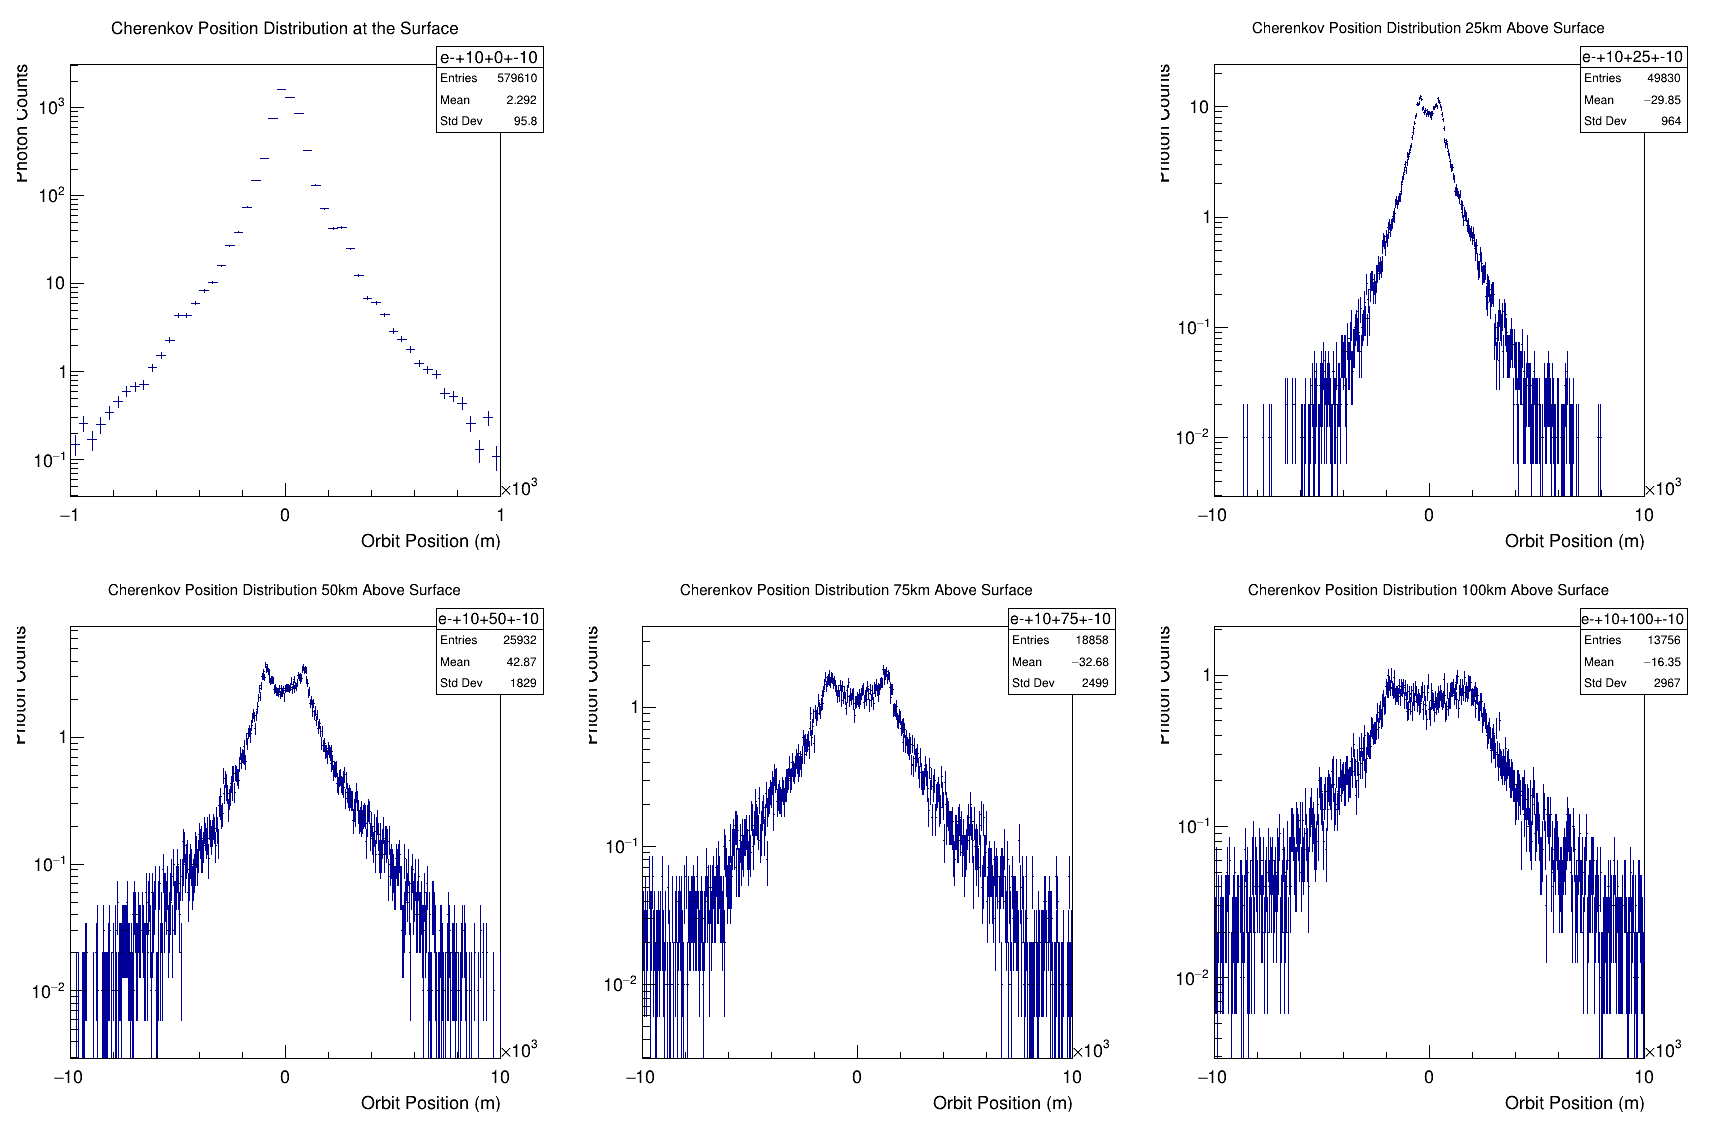 Cherenkov Position Distribution at the Surface
e-+10+0+-10
Entries 579610
Mean 2.292
Std Dev 95.8
Photon Counts
10³
10²
10
1
10⁻¹
×10³
−1 0 1
Orbit Position (m)
Cherenkov Position Distribution 25km Above Surface
e-+10+25+-10
Entries 49830
Mean −29.85
Std Dev 964
Photon Counts
10
1
10⁻¹
10⁻²
×10³
−10 0 10
Orbit Position (m)
Cherenkov Position Distribution 50km Above Surface
e-+10+50+-10
Entries 25932
Mean 42.87
Std Dev 1829
Photon Counts
1
10⁻¹
10⁻²
×10³
−10 0 10
Orbit Position (m)
Cherenkov Position Distribution 75km Above Surface
e-+10+75+-10
Entries 18858
Mean −32.68
Std Dev 2499
Photon Counts
1
10⁻¹
10⁻²
×10³
−10 0 10
Orbit Position (m)
Cherenkov Position Distribution 100km Above Surface
e-+10+100+-10
Entries 13756
Mean −16.35
Std Dev 2967
Photon Counts
1
10⁻¹
10⁻²
×10³
−10 0 10
Orbit Position (m)